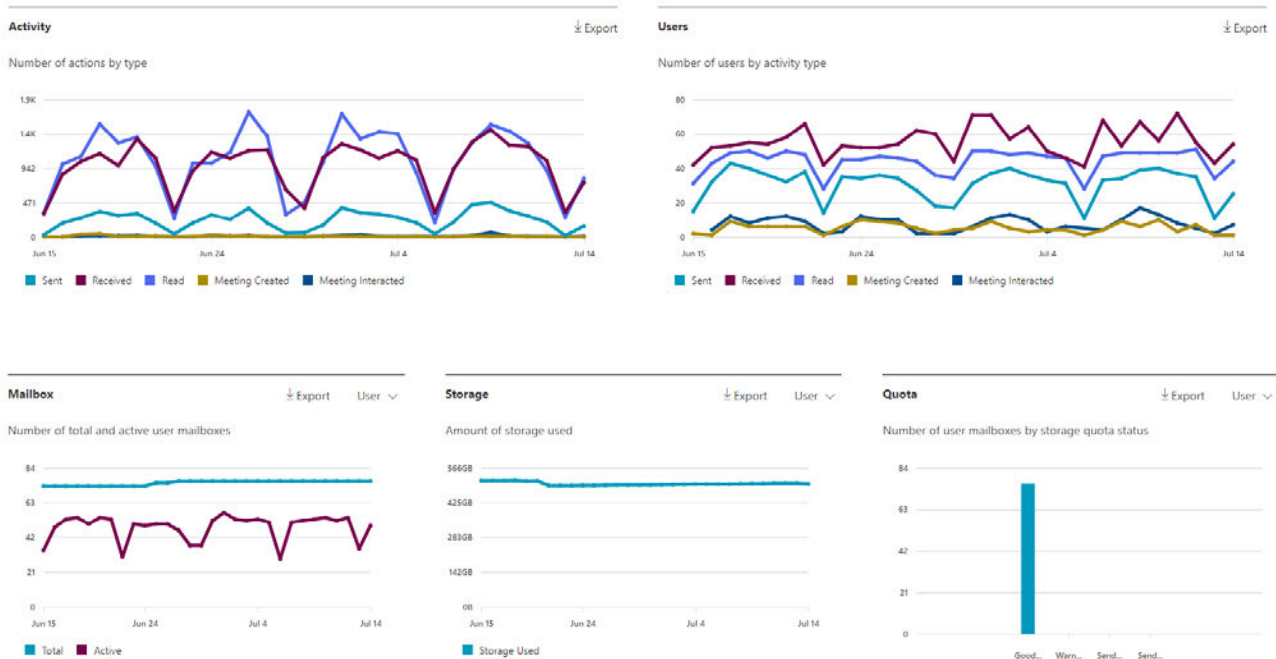 Activity
Export
Number of actions by type
1.9K
1.4K
942
471
0
Jun 15 Jun 24 Jul 4 Jul 14
Sent Received Read Meeting Created Meeting Interacted
Users
Export
Number of users by activity type
80
60
40
20
0
Jun 15 Jun 24 Jul 4 Jul 14
Sent Received Read Meeting Created Meeting Interacted
Mailbox
Export User
Number of total and active user mailboxes
84
63
42
21
0
Jun 15 Jun 24 Jul 4 Jul 14
Total Active
Storage
Export User
Amount of storage used
566GB
425GB
283GB
142GB
0B
Jun 15 Jun 24 Jul 4 Jul 14
Storage Used
Quota
Export User
Number of user mailboxes by storage quota status
84
63
42
21
0
Good... Warn... Send... Send...